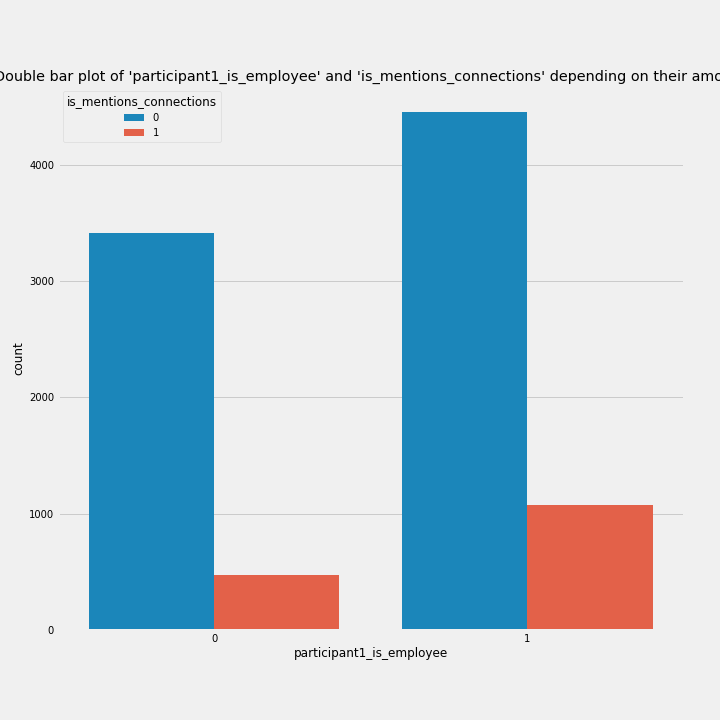 Double bar plot of 'participant1_is_employee' and 'is_mentions_connections' depending on their amo
is_mentions_connections
0
1
4000
3000
2000
1000
0
count
0 1
participant1_is_employee